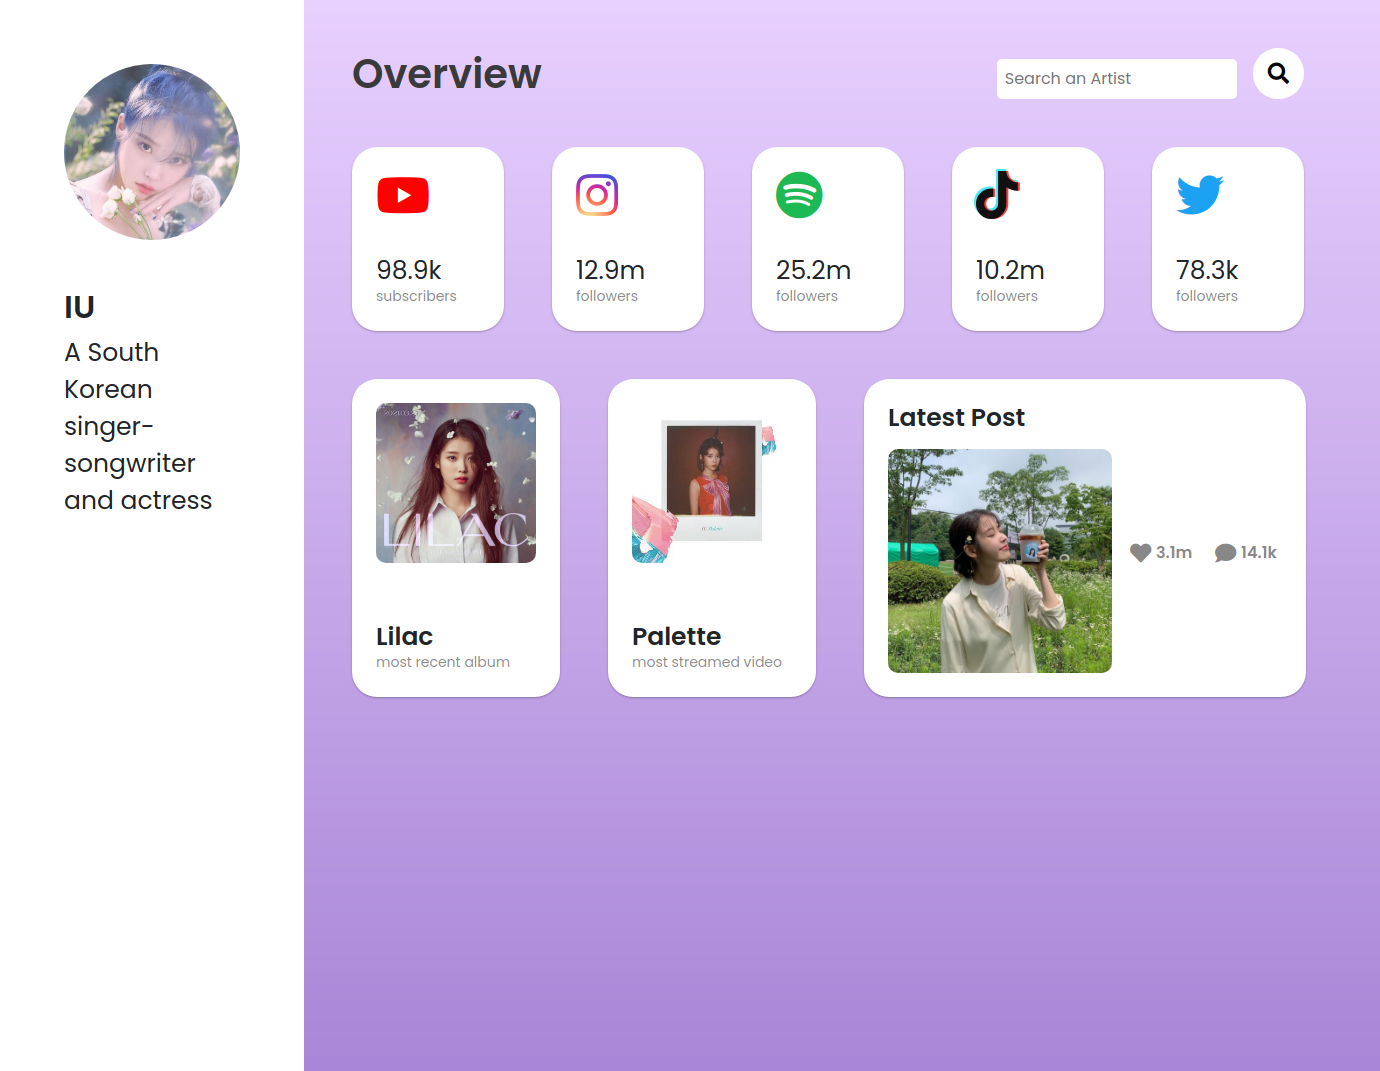 Overview
Search an Artist
IU
A South
Korean
singer-
songwriter
and actress
98.9k
subscribers
12.9m
followers
25.2m
followers
10.2m
followers
78.3k
followers
LILAC
Lilac
most recent album
Palette
most streamed video
Latest Post
3.1m
14.1k